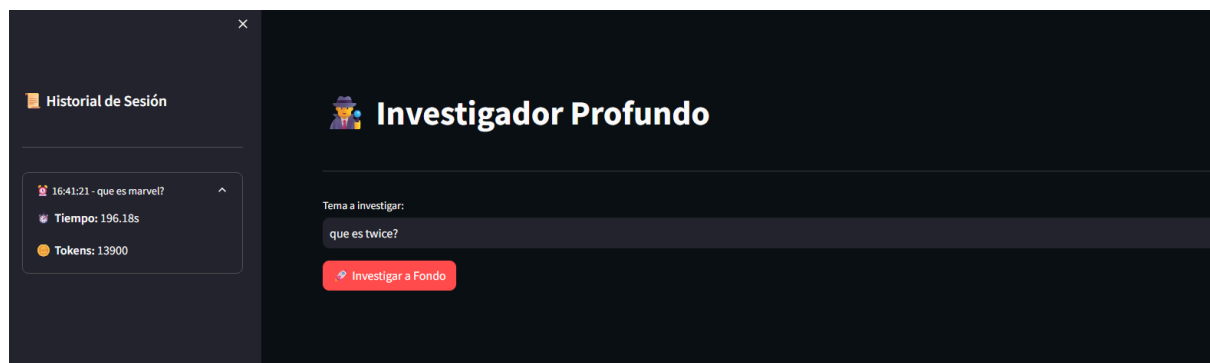 Historial de Sesión
16:41:21 - que es marvel?
Tiempo: 196.18s
Tokens: 13900
Investigador Profundo
Tema a investigar:
que es twice?
Investigar a Fondo